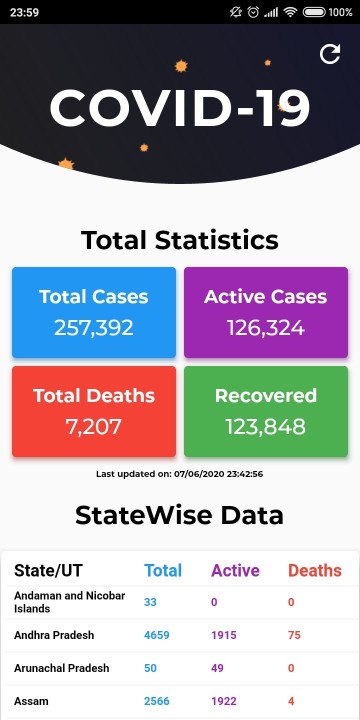 23:59
100%
COVID-19
Total Statistics
Total Cases
257,392
Active Cases
126,324
Total Deaths
7,207
Recovered
123,848
Last updated on: 07/06/2020 23:42:56
StateWise Data
State/UT Total Active Deaths
Andaman and Nicobar
Islands 33 0 0
Andhra Pradesh 4659 1915 75
Arunachal Pradesh 50 49 0
Assam 2566 1922 4